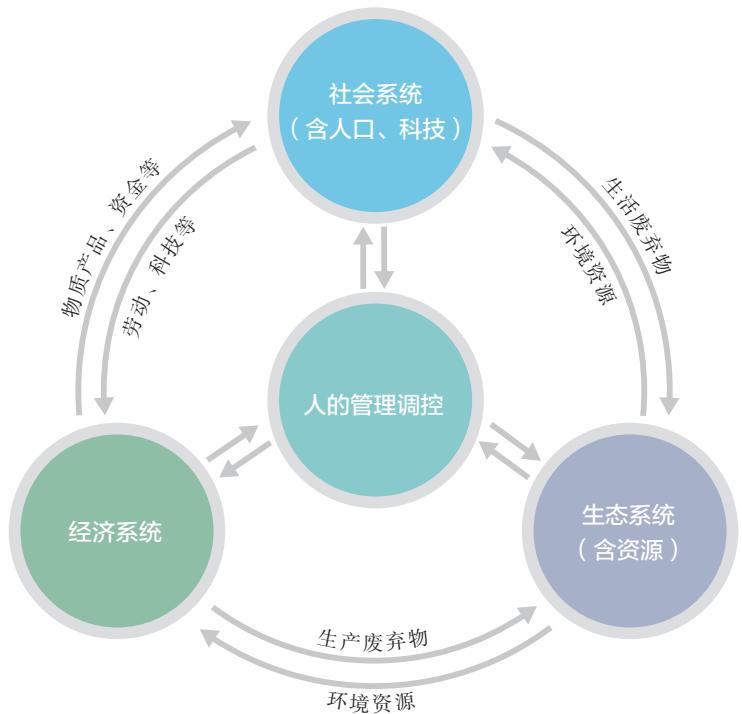 社会系统
（含人口、科技）
物质产品、资金等
劳动、科技等
生活废弃物
环境资源
人的管理调控
经济系统
生态系统
（含资源）
生产废弃物
环境资源